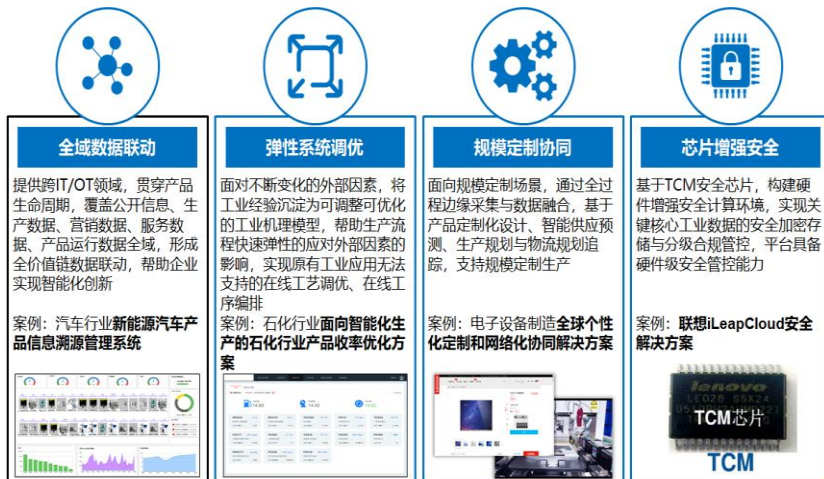 全域数据联动
提供跨IT/OT领域，贯穿产品
生命周期，覆盖公开信息、生
产数据、营销数据、服务数
据、产品运行数据全域，形成
全价值链数据联动，帮助企业
实现智能化创新
案例：汽车行业新能源汽车产
品信息溯源管理系统
弹性系统调优
面对不断变化的外部因素，将
工业经验沉淀为可调整可优化
的工业机理模型，帮助生产流
程快速弹性的应对外部因素的
影响，实现原有工业应用无法
支持的在线工艺调优、在线工
序编排
案例：石化行业面向智能化生
产的石化行业产品收率优化方
案
规模定制协同
面向规模定制场景，通过全过
程边缘采集与数据融合，基于
产品定制化设计、智能供应预
测、生产规划与物流规划追
踪，支持规模定制生产
案例：电子设备制造全球个性
化定制和网络化协同解决方案
芯片增强安全
基于TCM安全芯片，构建硬
件增强安全计算环境，实现关
键核心工业数据的安全加密存
储与分级合规管控，平台具备
硬件级安全管控能力
案例：联想iLeapCloud安全
解决方案
lenovo
TCM芯片
TCM